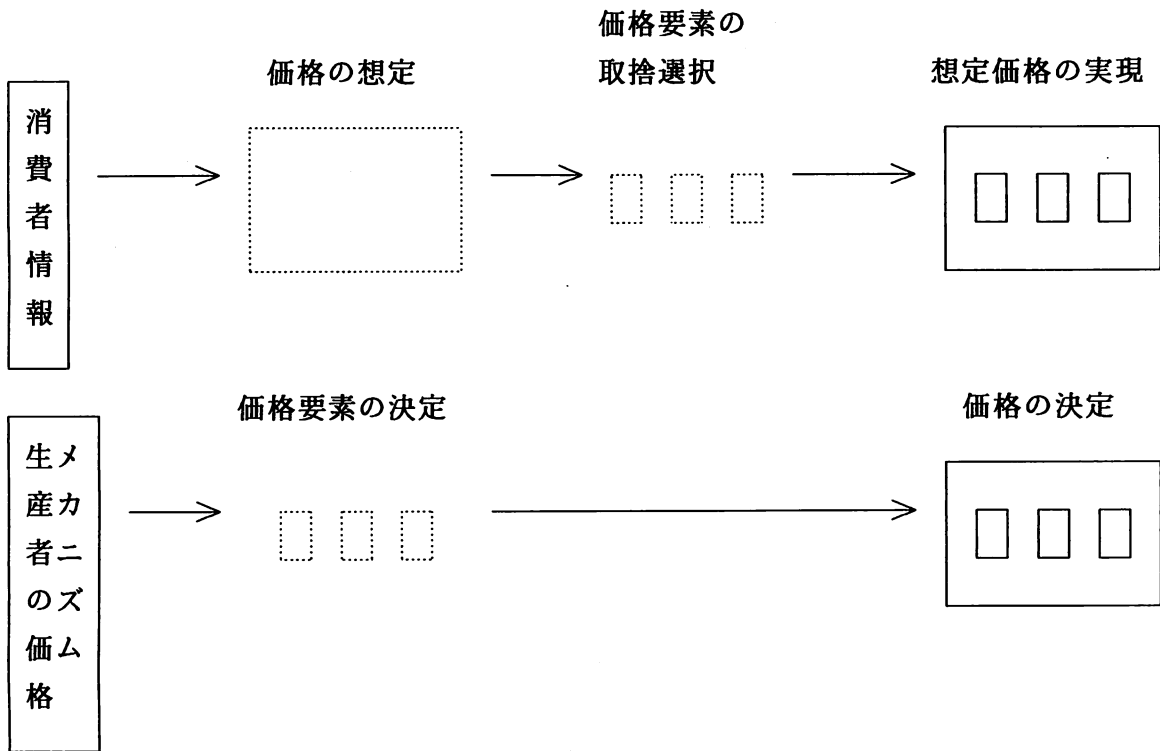 価格要素の
取捨選択
価格の想定
想定価格の実現
消費者情報
価格要素の決定
価格の決定
生産者の価格
メカニズム